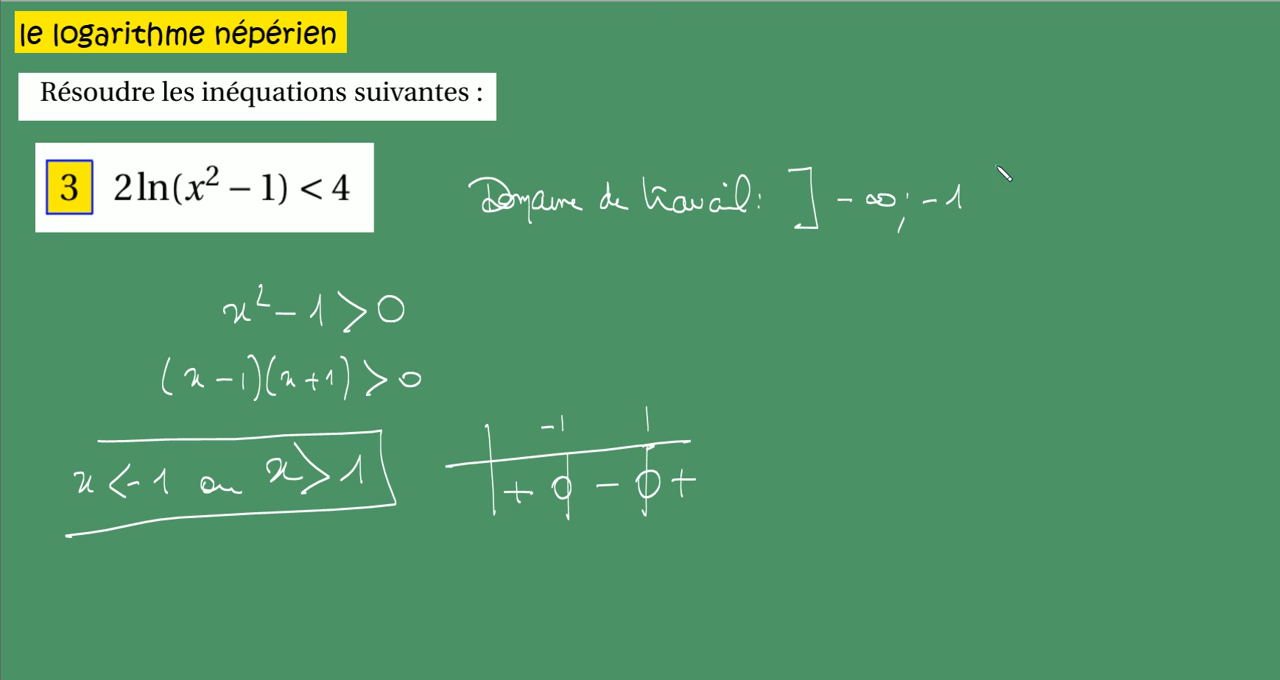 le logarithme népérien
Résoudre les inéquations suivantes :
3 2ln(x² − 1) < 4
Domaine de travail : ] − ∞ ; − 1
x² − 1 > 0
(x − 1)(x + 1) > 0
−1 1
x < −1 ou x > 1
+ 0 − 0 +